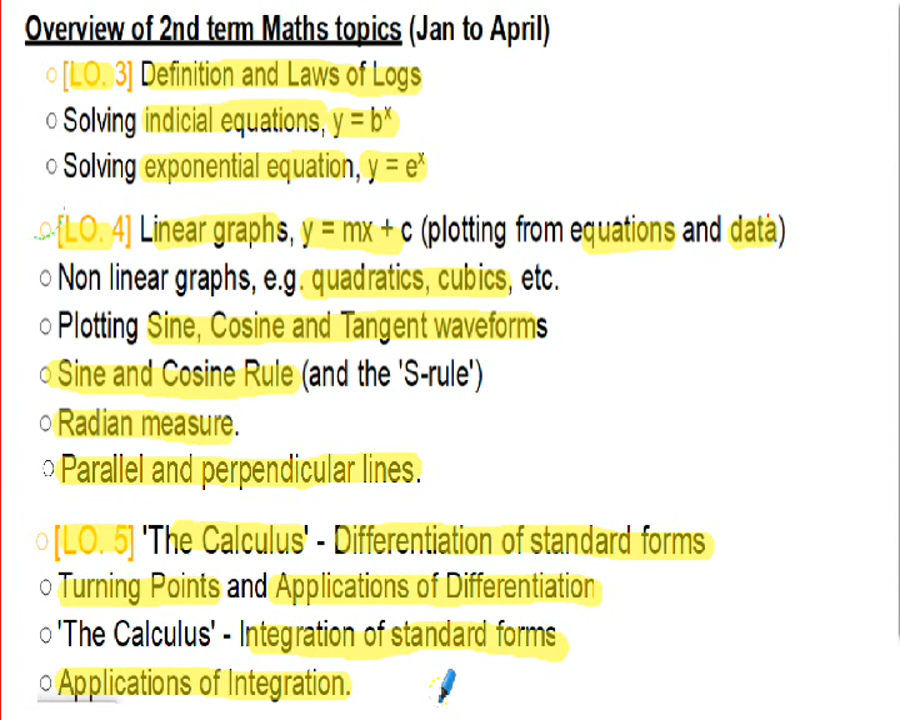 Overview of 2nd term Maths topics (Jan to April)
○ [LO. 3] Definition and Laws of Logs
○ Solving indicial equations, y = bˣ
○ Solving exponential equation, y = eˣ
○ [LO. 4] Linear graphs, y = mx + c (plotting from equations and data)
○ Non linear graphs, e.g. quadratics, cubics, etc.
○ Plotting Sine, Cosine and Tangent waveforms
○ Sine and Cosine Rule (and the 'S-rule')
○ Radian measure.
○ Parallel and perpendicular lines.
○ [LO. 5] 'The Calculus' - Differentiation of standard forms
○ Turning Points and Applications of Differentiation
○ 'The Calculus' - Integration of standard forms
○ Applications of Integration.